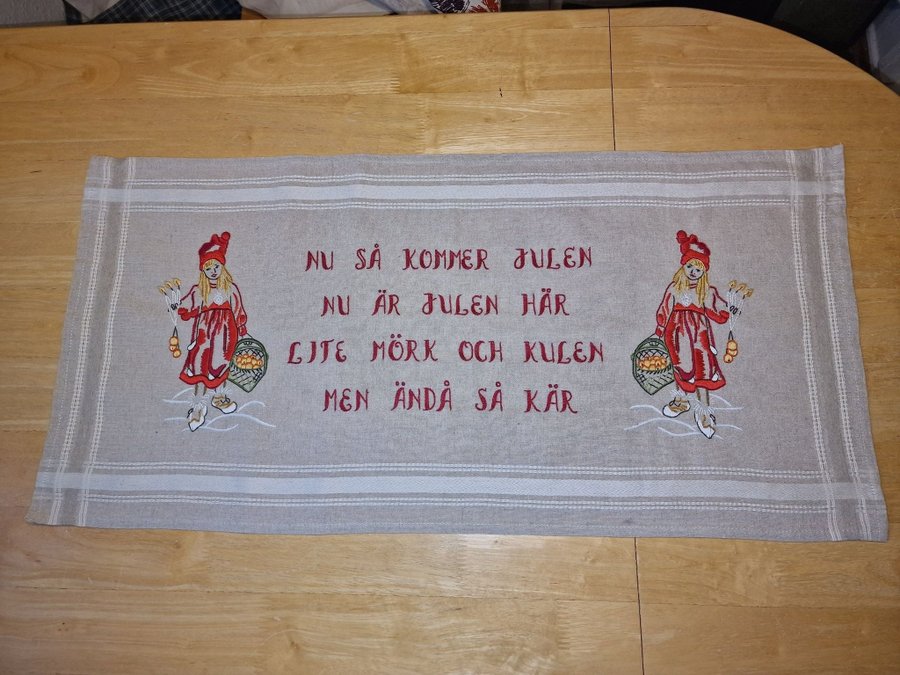 NU SÅ KOMMER JULEN
NU ÄR JULEN HÄR
LITE MÖRK OCH KULEN
MEN ÄNDÅ SÅ KÄR